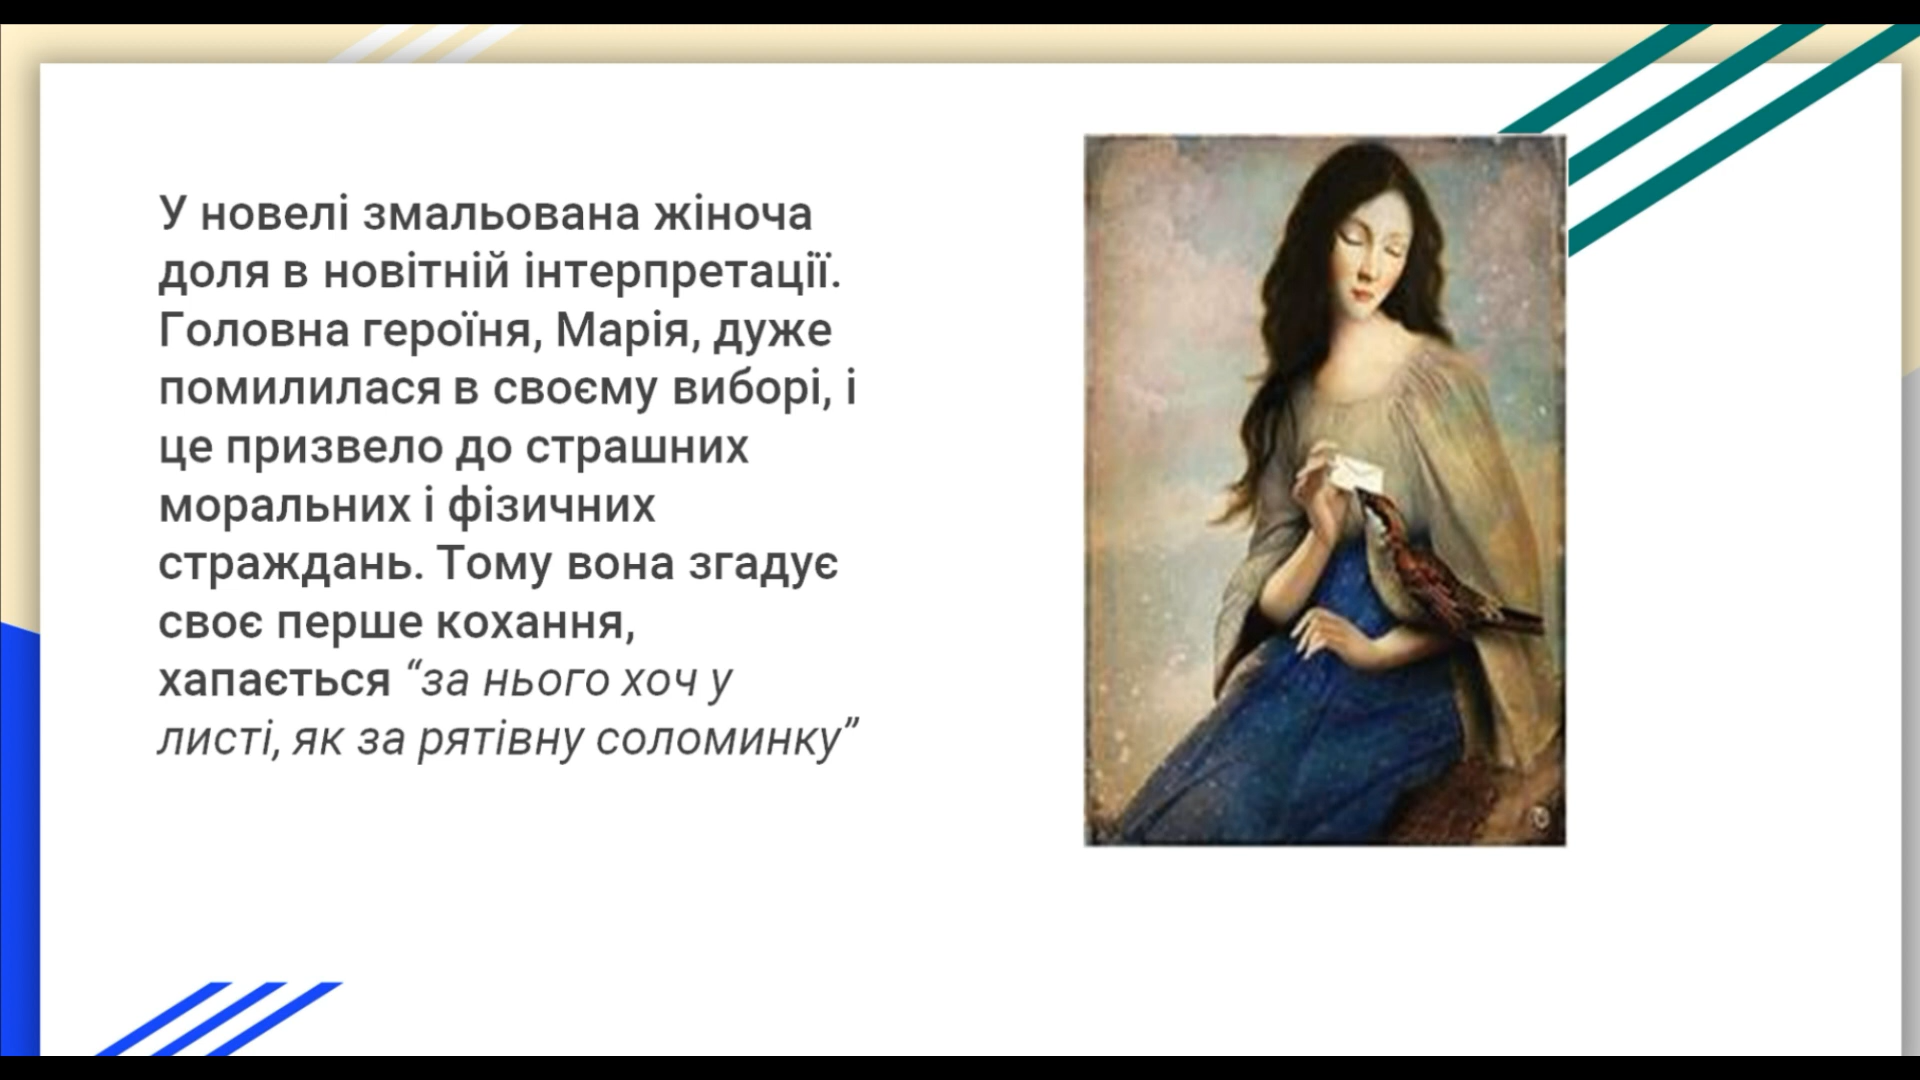 У новелі змальована жіноча
доля в новітній інтерпретації.
Головна героїня, Марія, дуже
помилилася в своєму виборі, і
це призвело до страшних
моральних і фізичних
страждань. Тому вона згадує
своє перше кохання,
хапається “за нього хоч у
листі, як за рятівну соломинку”